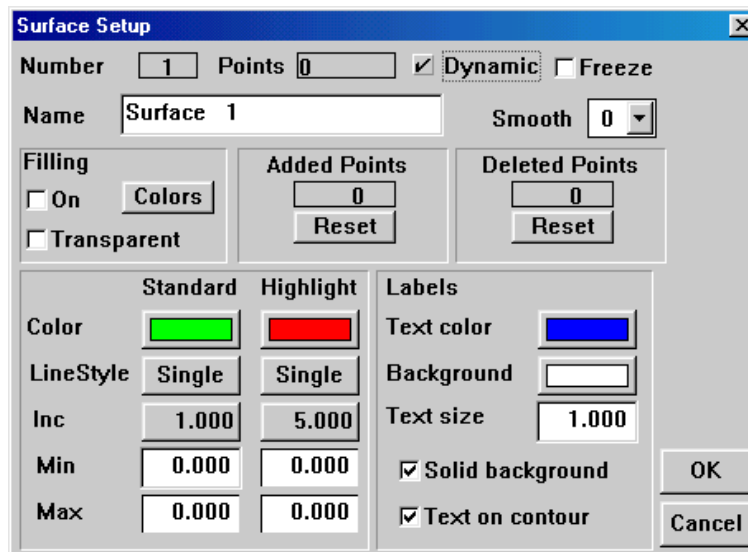 Surface Setup
Number 1 Points 0 Dynamic Freeze
Name Surface 1 Smooth 0
Filling
On Colors
Transparent
Added Points
0
Reset
Deleted Points
0
Reset
Standard Highlight
Color
LineStyle Single Single
Inc 1.000 5.000
Min 0.000 0.000
Max 0.000 0.000
Labels
Text color
Background
Text size 1.000
Solid background
Text on contour
OK
Cancel